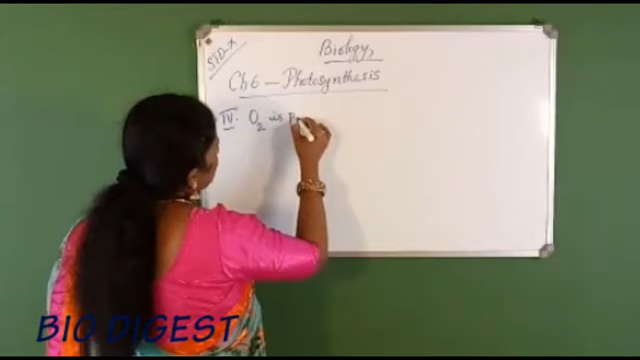 STD-X
Biology,
Ch 6 - Photosynthesis
IV. O2 is
BIO DIGEST